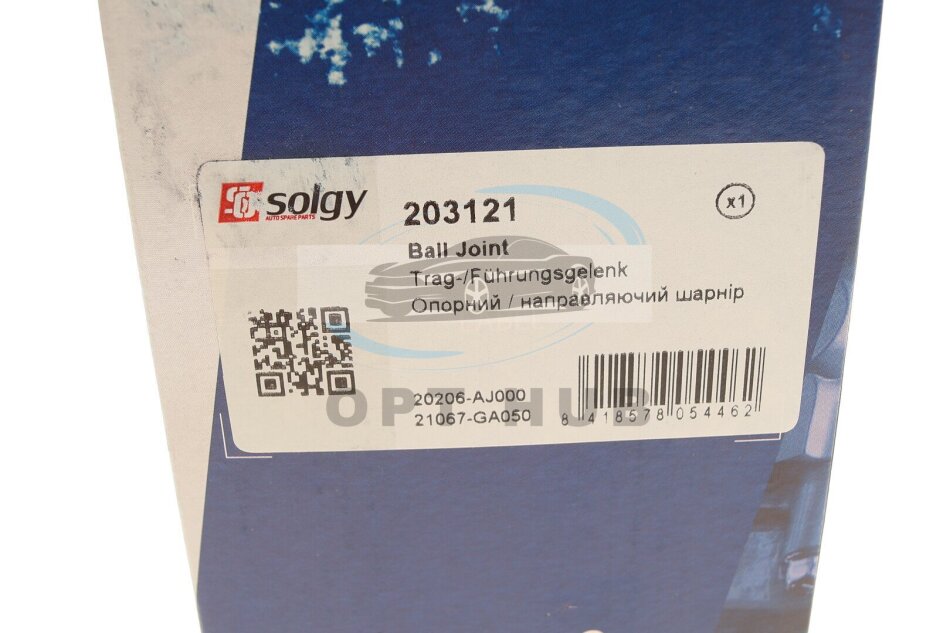 solgy
AUTO SPARE PARTS
203121
x1
Ball Joint
Trag-/Führungsgelenk
Опорний / направляючий шарнір
20206-AJ000
21067-GA050
8 418578 054462
OPT HUB